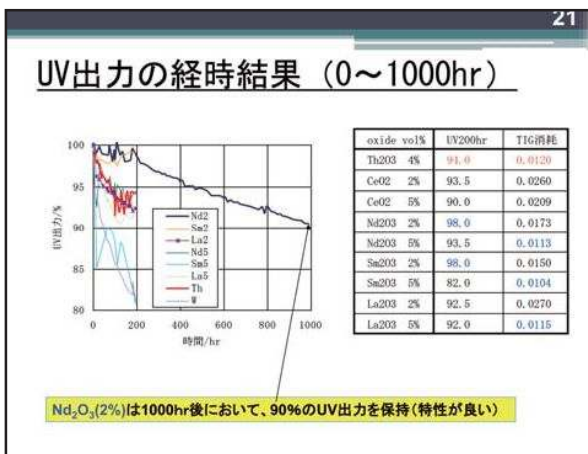 21
UV出力の経時結果（0～1000hr）
100
95
90
85
80
UV出力/%
0
200
400
600
800
1000
時間/hr
Nd2
Sm2
La2
Nd5
Sm5
La5
Th
W
oxide vol% UV200hr TIG消耗
Th2O3 4% 94.0 0.0120
CeO2 2% 93.5 0.0260
CeO2 5% 90.0 0.0209
Nd2O3 2% 98.0 0.0173
Nd2O3 5% 93.5 0.0113
Sm2O3 2% 98.0 0.0150
Sm2O3 5% 82.0 0.0104
La2O3 2% 92.5 0.0270
La2O3 5% 92.0 0.0115
Nd₂O₃(2%)は1000hr後において、90%のUV出力を保持(特性が良い)